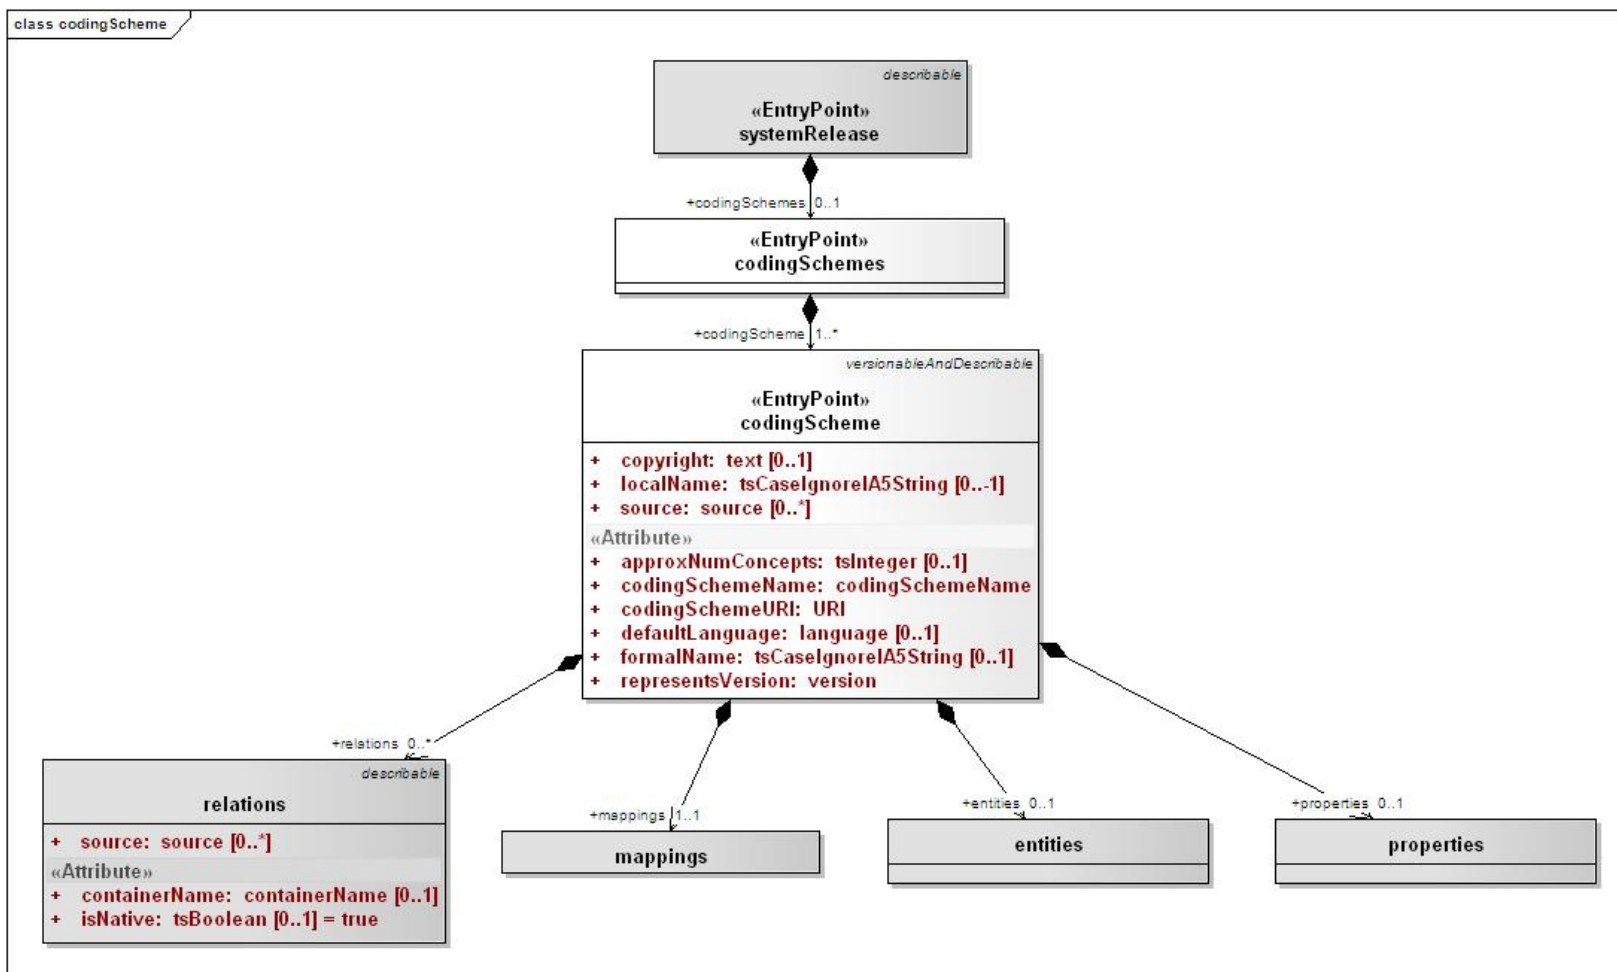 class codingScheme
describable
«EntryPoint»
systemRelease
+codingSchemes 0..1
«EntryPoint»
codingSchemes
+codingScheme 1..*
versionableAndDescribable
«EntryPoint»
codingScheme
+ copyright: text [0..1]
+ localName: tsCaseIgnoreIA5String [0..-1]
+ source: source [0..*]
«Attribute»
+ approxNumConcepts: tsInteger [0..1]
+ codingSchemeName: codingSchemeName
+ codingSchemeURI: URI
+ defaultLanguage: language [0..1]
+ formalName: tsCaseIgnoreIA5String [0..1]
+ representsVersion: version
+relations 0..*
describable
relations
+ source: source [0..*]
«Attribute»
+ containerName: containerName [0..1]
+ isNative: tsBoolean [0..1] = true
+mappings 1..1
mappings
+entities 0..1
entities
+properties 0..1
properties